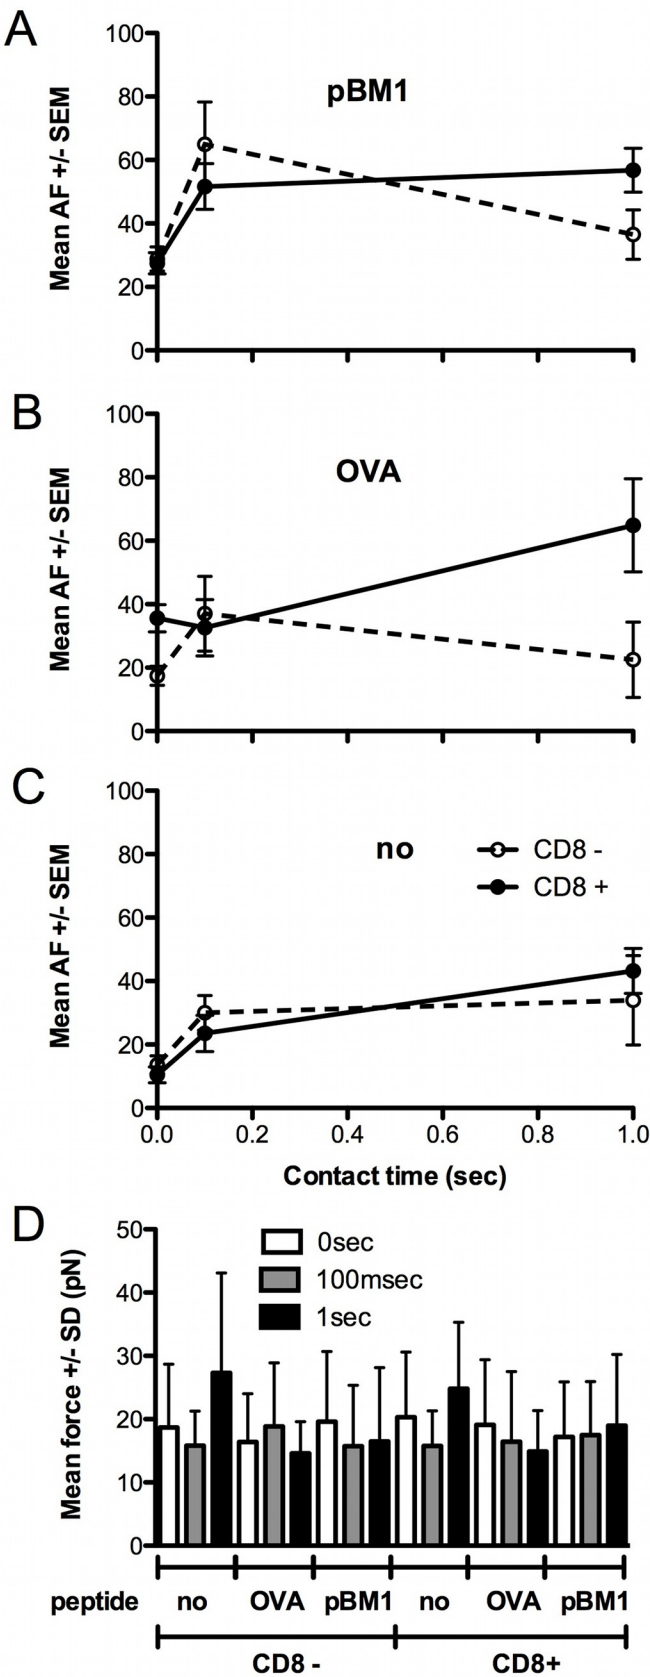 A
100
80
60
40
20
0
Mean AF +/- SEM
pBM1
B
100
80
60
40
20
0
Mean AF +/- SEM
OVA
C
100
80
60
40
20
0
Mean AF +/- SEM
no
CD8 -
CD8 +
0.0 0.2 0.4 0.6 0.8 1.0
Contact time (sec)
D
50
40
30
20
10
0
Mean force +/- SD (pN)
0sec
100msec
1sec
peptide no OVA pBM1 no OVA pBM1
CD8 - CD8+